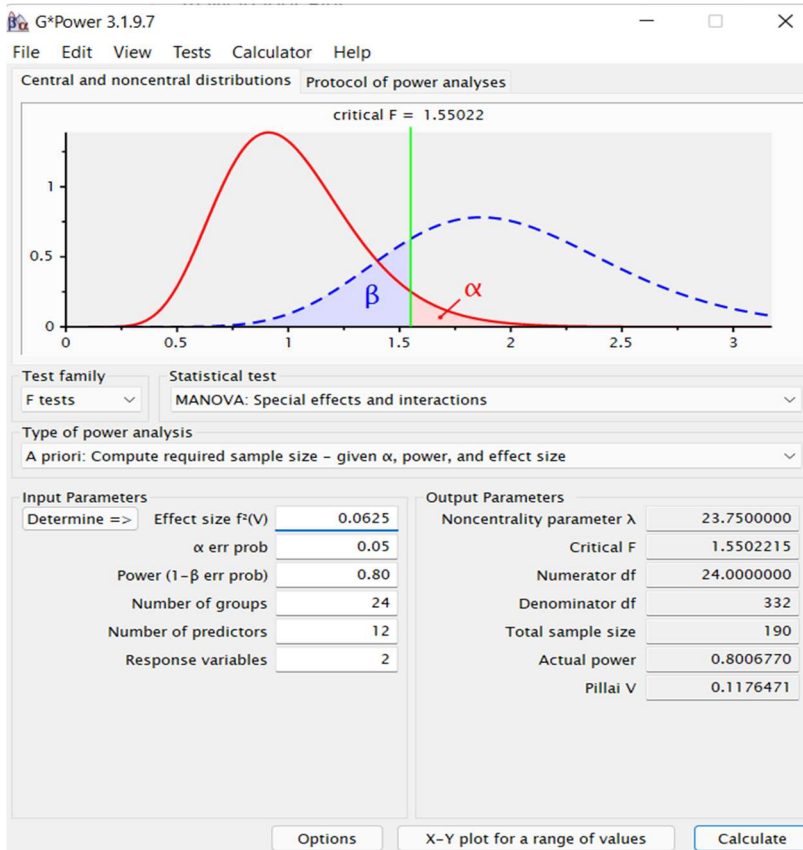 G*Power 3.1.9.7
File Edit View Tests Calculator Help
Central and noncentral distributions Protocol of power analyses
critical F = 1.55022
1
0.5
0
β
α
0 0.5 1 1.5 2 2.5 3
Test family Statistical test
F tests MANOVA: Special effects and interactions
Type of power analysis
A priori: Compute required sample size – given α, power, and effect size
Input Parameters Output Parameters
Determine => Effect size f²(V) 0.0625 Noncentrality parameter λ 23.7500000
α err prob 0.05 Critical F 1.5502215
Power (1-β err prob) 0.80 Numerator df 24.0000000
Number of groups 24 Denominator df 332
Number of predictors 12 Total sample size 190
Response variables 2 Actual power 0.8006770
Pillai V 0.1176471
Options X-Y plot for a range of values Calculate